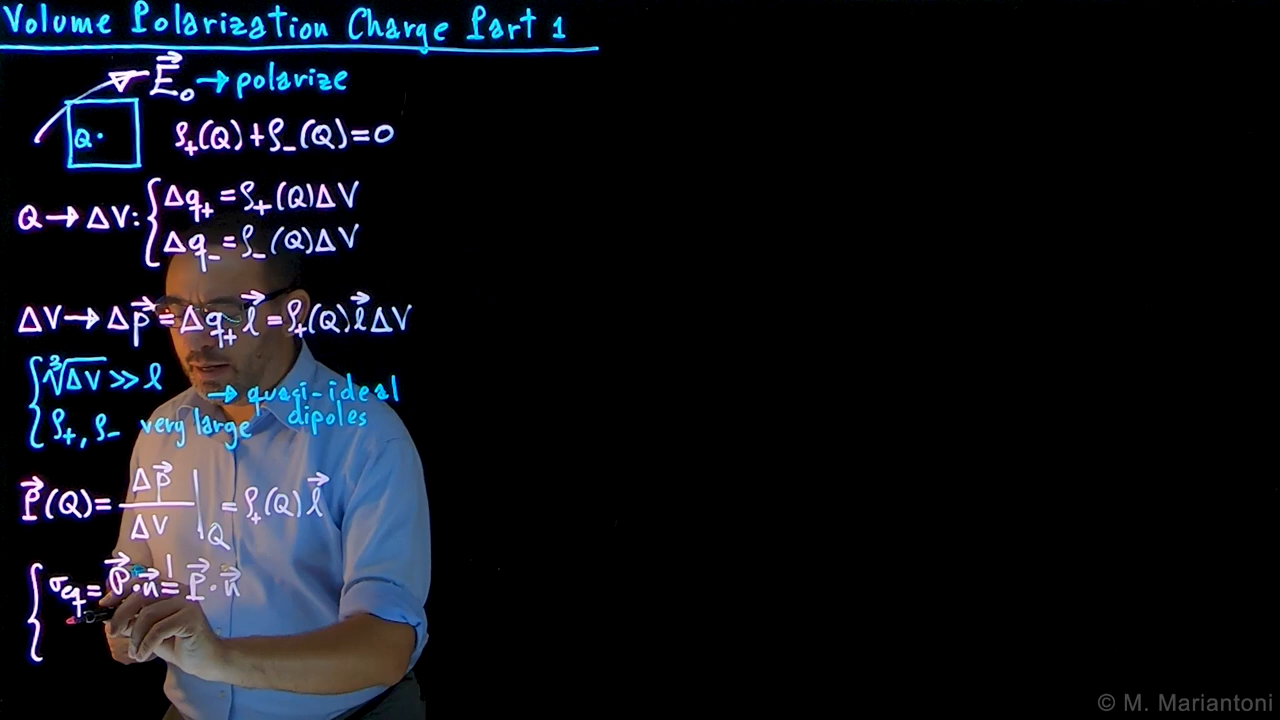 Volume Polarization Charge Part 1
E⃗₀ → polarize
Q · ρ₊(Q) + ρ₋(Q) = 0
Q → ΔV: { Δq₊ = ρ₊(Q)ΔV
Δq₋ = ρ₋(Q)ΔV
ΔV → Δp⃗ = Δq₊ l⃗ = ρ₊(Q) l⃗ ΔV
{ ∛ΔV >> l → quasi-ideal
ρ₊, ρ₋ very large dipoles
P⃗(Q) = Δp⃗/ΔV |_Q = ρ₊(Q) l⃗
{ σ_eq = P⃗ · n⃗ = P⃗ · n⃗
© M. Mariantoni